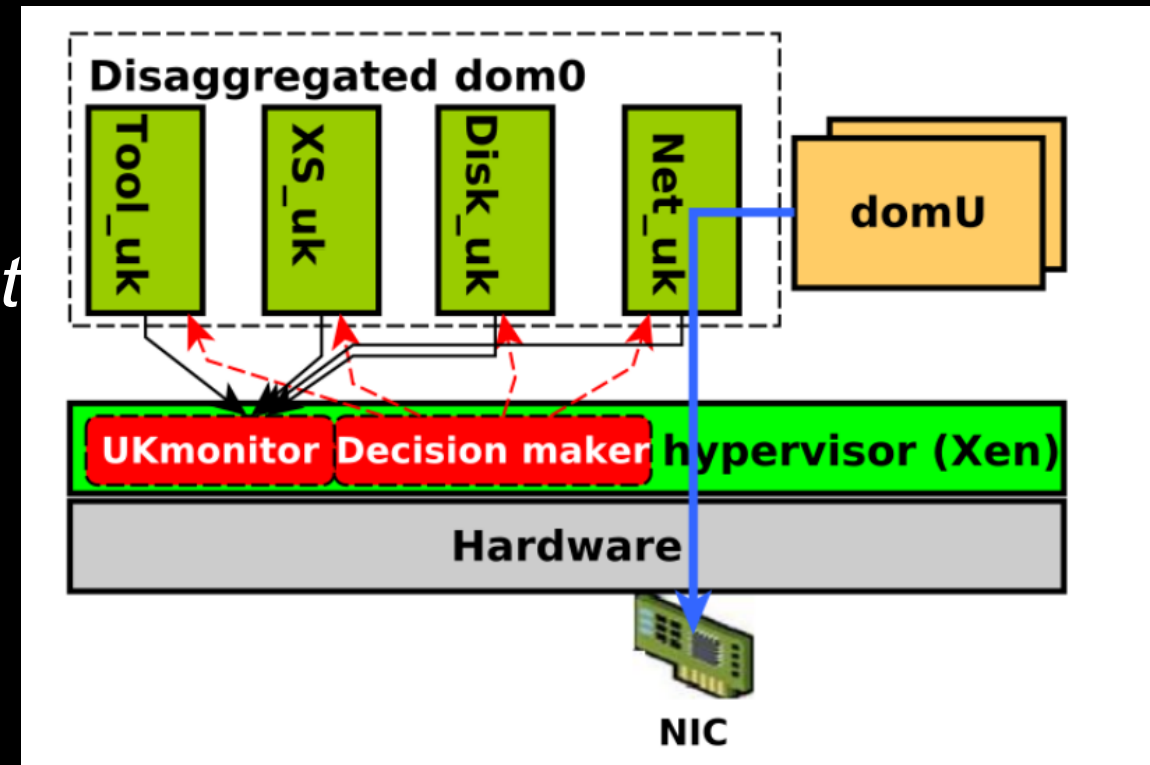 Disaggregated dom0
Tool_uk
XS_uk
Disk_uk
Net_uk
domU
t
UKmonitor
Decision maker
hypervisor (Xen)
Hardware
NIC